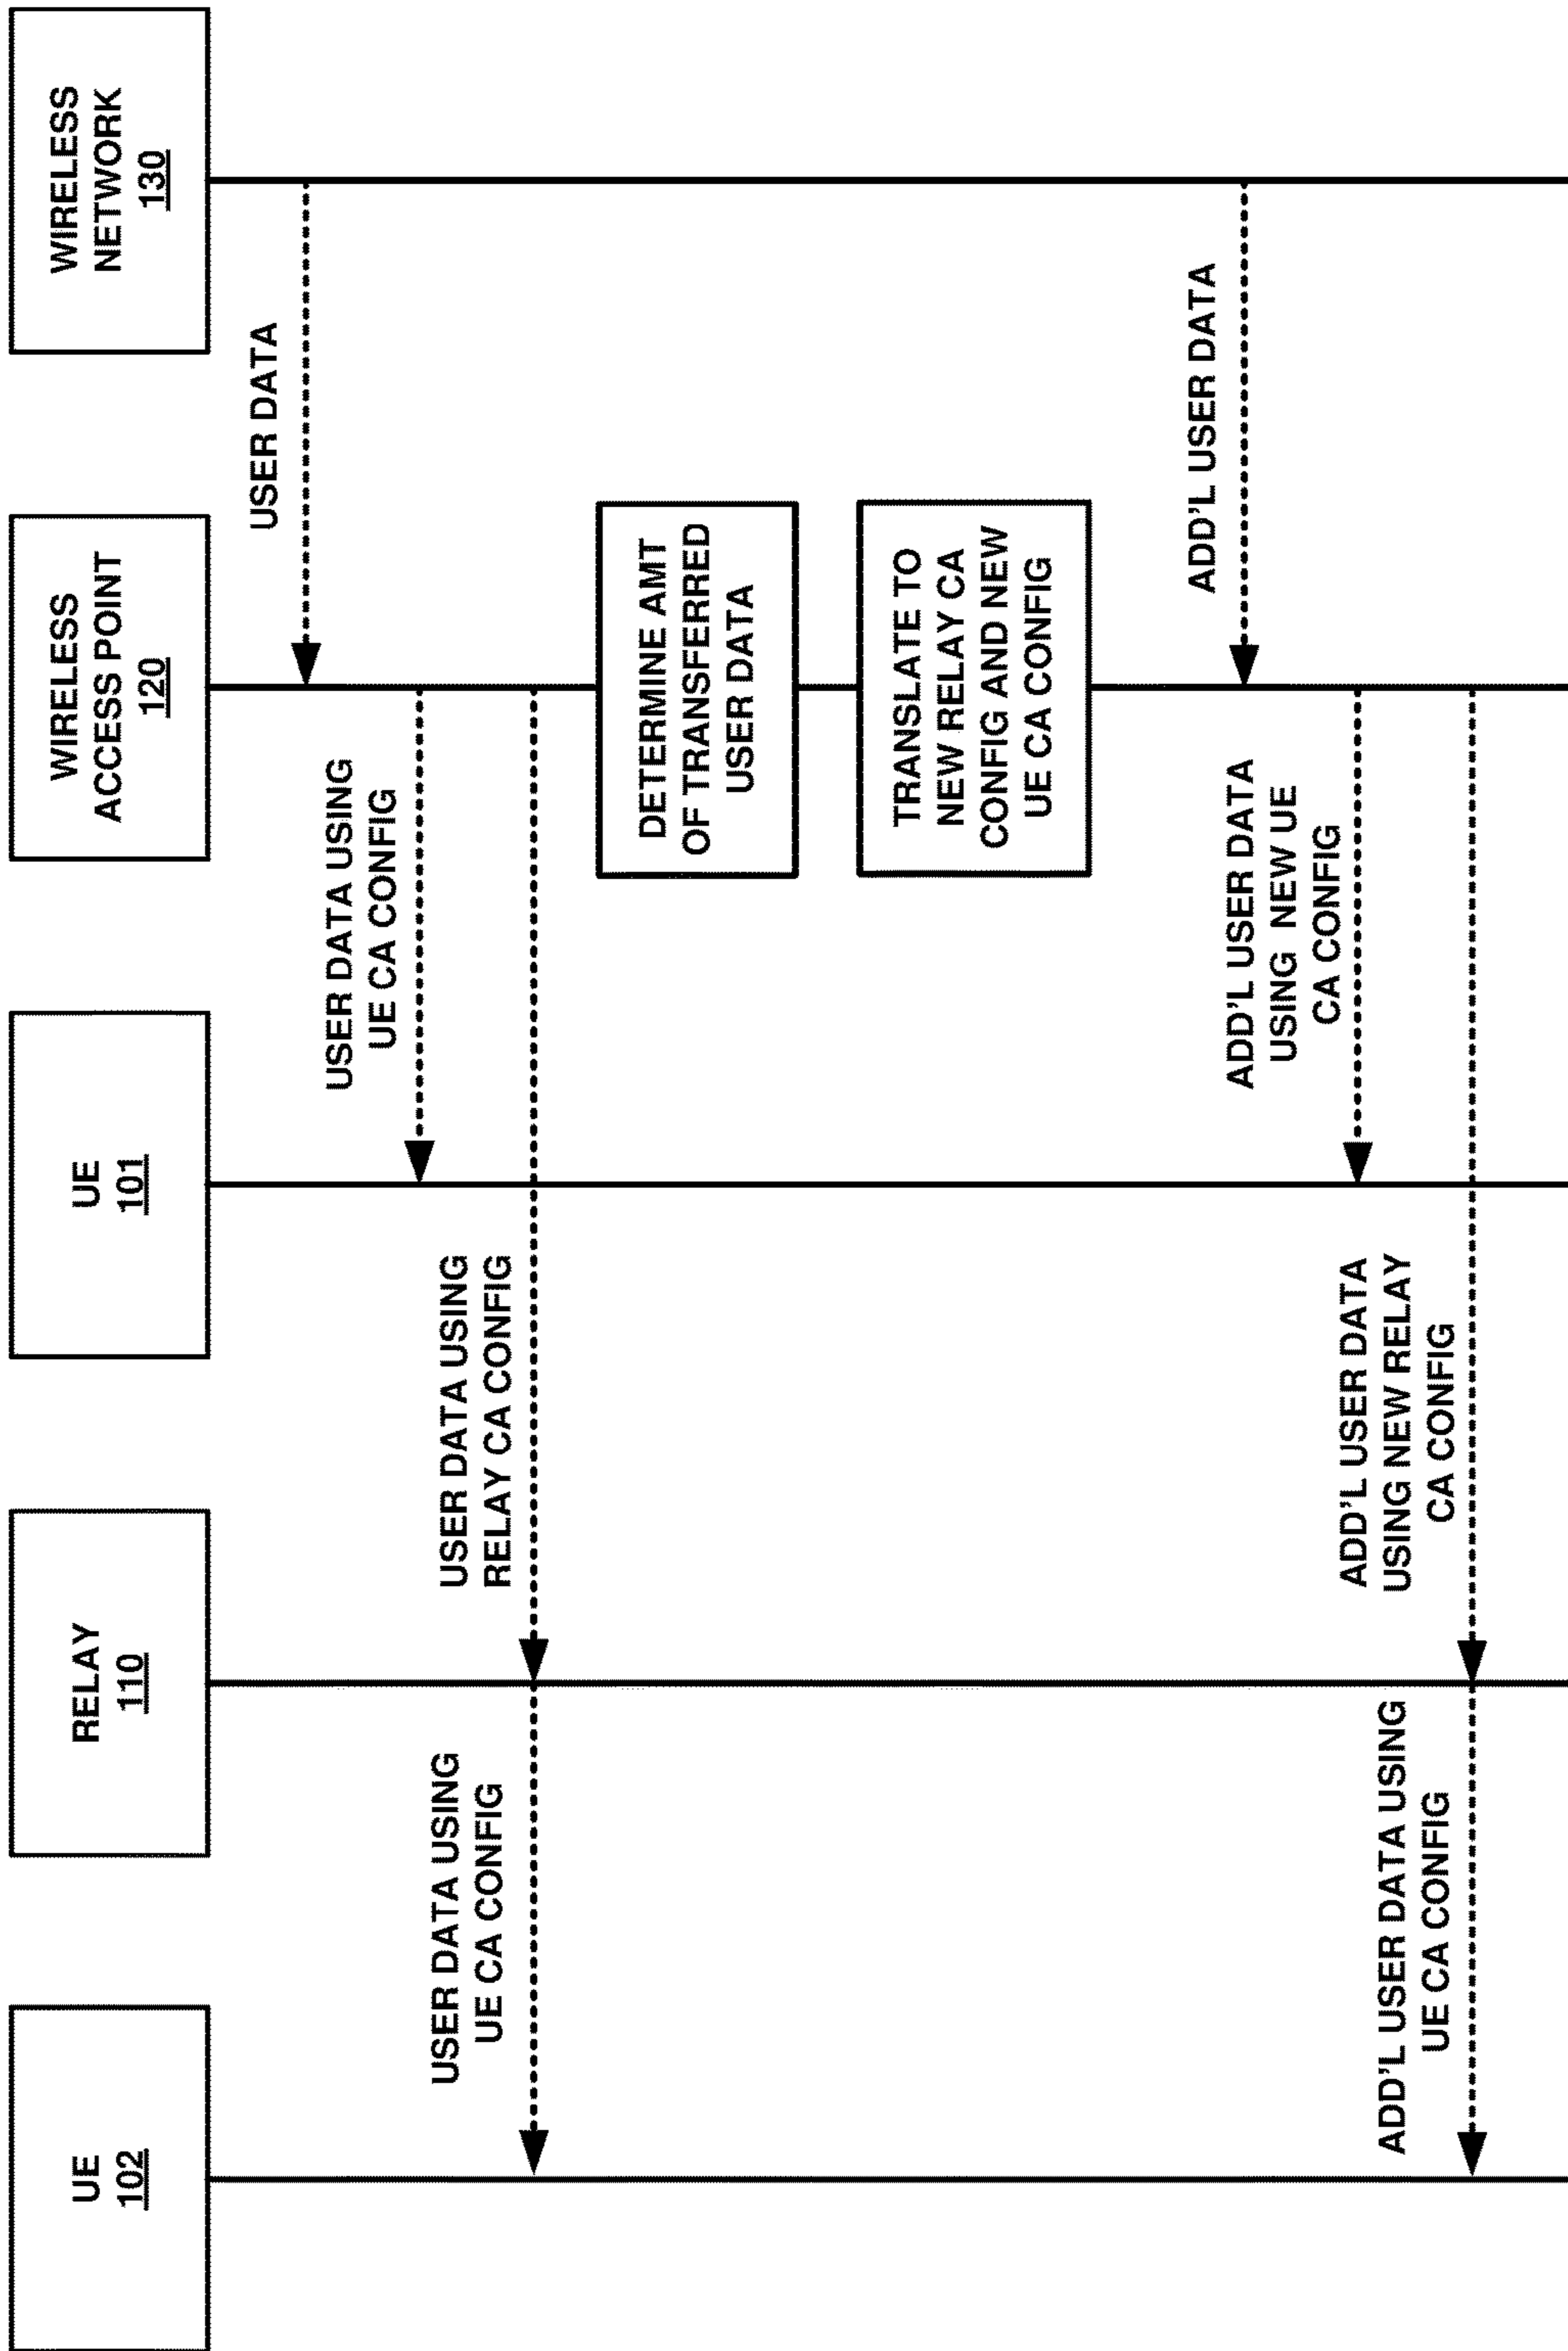 UE
102
RELAY
110
UE
101
WIRELESS
ACCESS POINT
120
WIRELESS
NETWORK
130
USER DATA
USER DATA USING
UE CA CONFIG
USER DATA USING
RELAY CA CONFIG
USER DATA USING
UE CA CONFIG
DETERMINE AMT
OF TRANSFERRED
USER DATA
TRANSLATE TO
NEW RELAY CA
CONFIG AND NEW
UE CA CONFIG
ADD'L USER DATA
ADD'L USER DATA
USING NEW UE
CA CONFIG
ADD'L USER DATA
USING NEW RELAY
CA CONFIG
ADD'L USER DATA USING
UE CA CONFIG